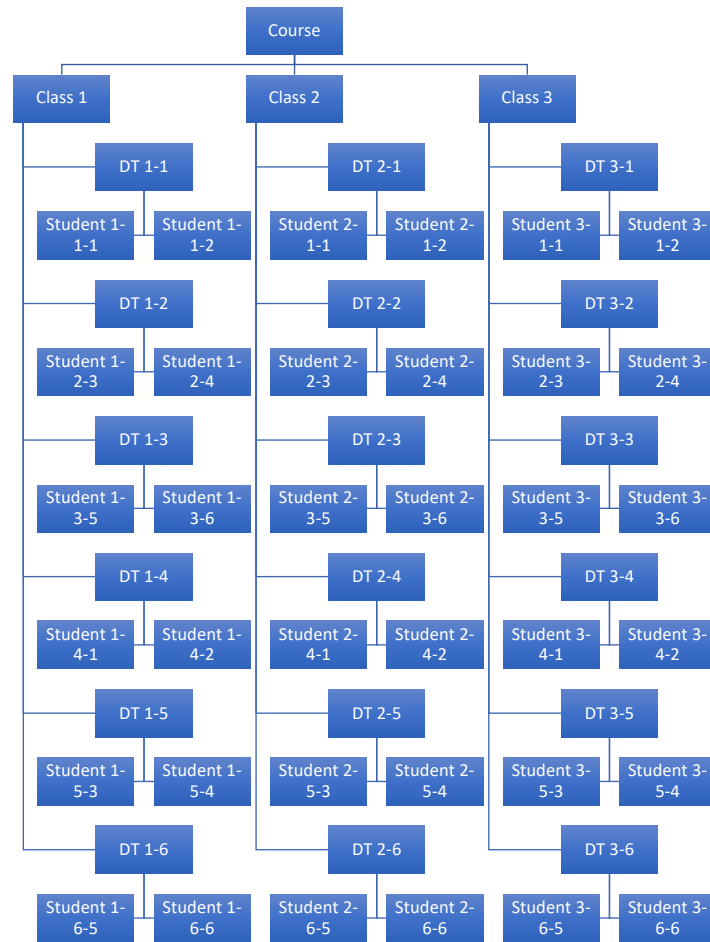 Course
Class 1
Class 2
Class 3
DT 1-1
DT 2-1
DT 3-1
Student 1-
1-1
Student 1-
1-2
Student 2-
1-1
Student 2-
1-2
Student 3-
1-1
Student 3-
1-2
DT 1-2
DT 2-2
DT 3-2
Student 1-
2-3
Student 1-
2-4
Student 2-
2-3
Student 2-
2-4
Student 3-
2-3
Student 3-
2-4
DT 1-3
DT 2-3
DT 3-3
Student 1-
3-5
Student 1-
3-6
Student 2-
3-5
Student 2-
3-6
Student 3-
3-5
Student 3-
3-6
DT 1-4
DT 2-4
DT 3-4
Student 1-
4-1
Student 1-
4-2
Student 2-
4-1
Student 2-
4-2
Student 3-
4-1
Student 3-
4-2
DT 1-5
DT 2-5
DT 3-5
Student 1-
5-3
Student 1-
5-4
Student 2-
5-3
Student 2-
5-4
Student 3-
5-3
Student 3-
5-4
DT 1-6
DT 2-6
DT 3-6
Student 1-
6-5
Student 1-
6-6
Student 2-
6-5
Student 2-
6-6
Student 3-
6-5
Student 3-
6-6